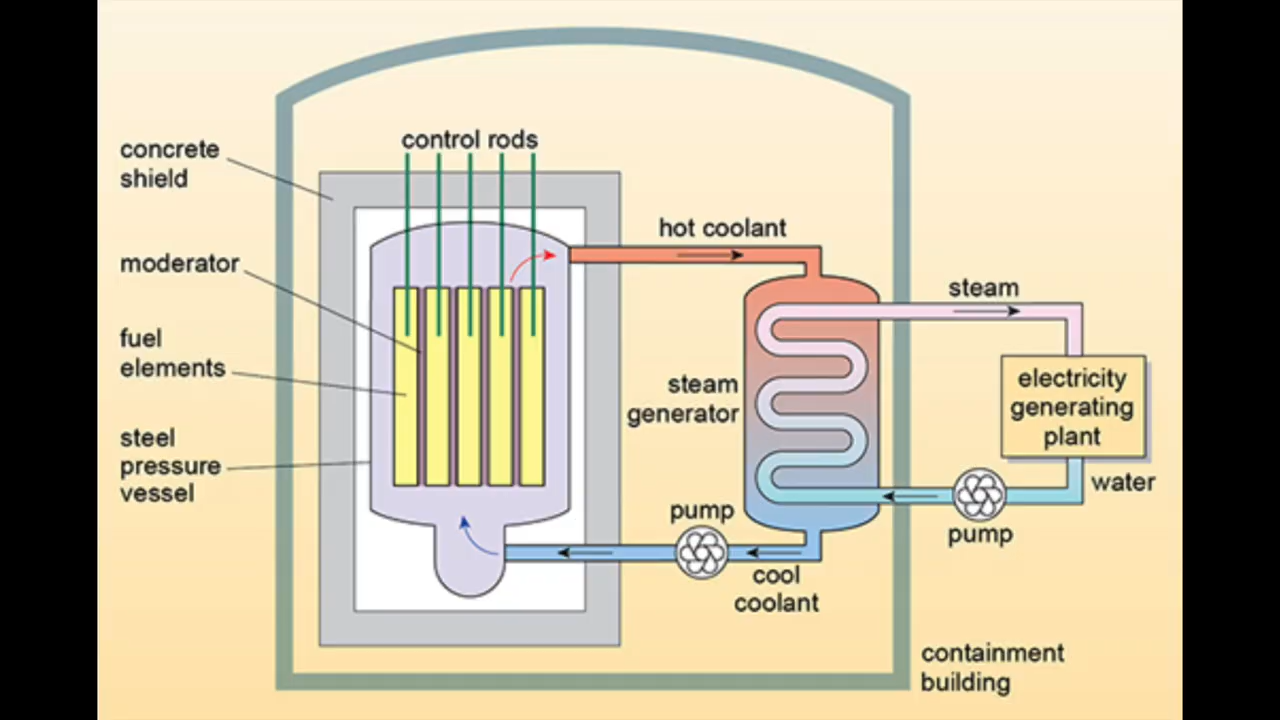 control rods
concrete
shield
hot coolant
moderator
steam
fuel
elements
electricity
generating
plant
steam
generator
steel
pressure
vessel
water
pump
pump
cool
coolant
containment
building